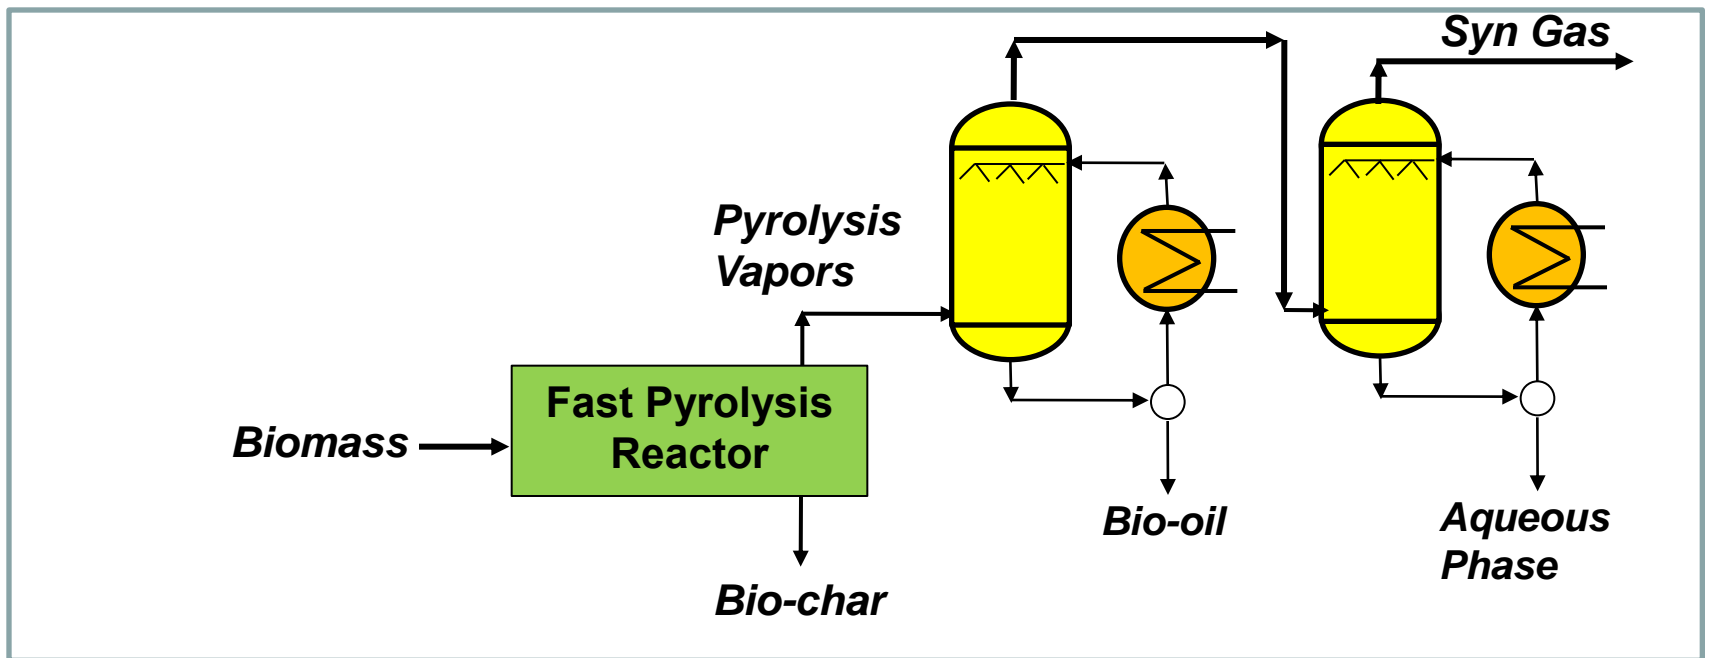 Syn Gas
Pyrolysis
Vapors
Fast Pyrolysis
Reactor
Biomass
Bio-oil
Aqueous
Phase
Bio-char